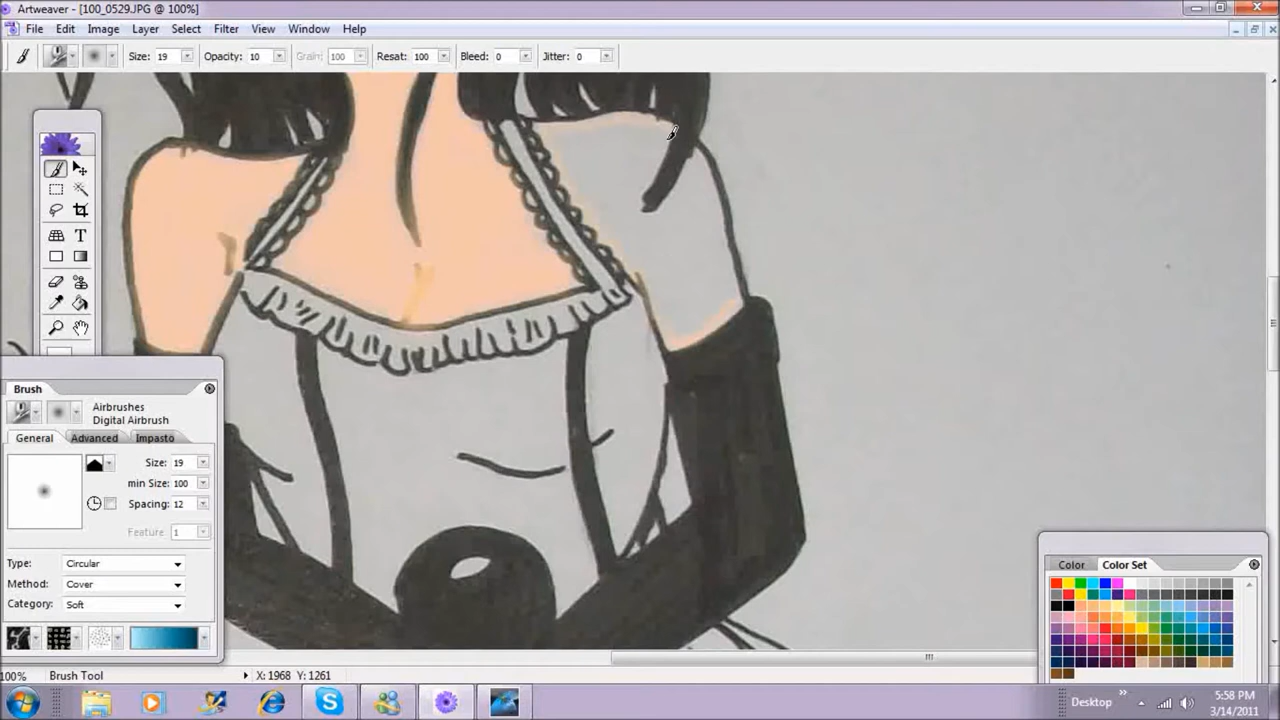 Artweaver - [100_0529.JPG @ 100%]
File Edit Image Layer Select Filter View Window Help
Size: 19 Opacity: 10 Grain: 100 Resat: 100 Bleed: 0 Jitter: 0
T
Brush
Airbrushes
Digital Airbrush
General Advanced Impasto
Size: 19
min Size: 100
Spacing: 12
Feature 1
Type: Circular
Method: Cover
Category: Soft
Color Color Set
100% Brush Tool X: 1968 Y: 1261
Desktop
5:58 PM
3/14/2011